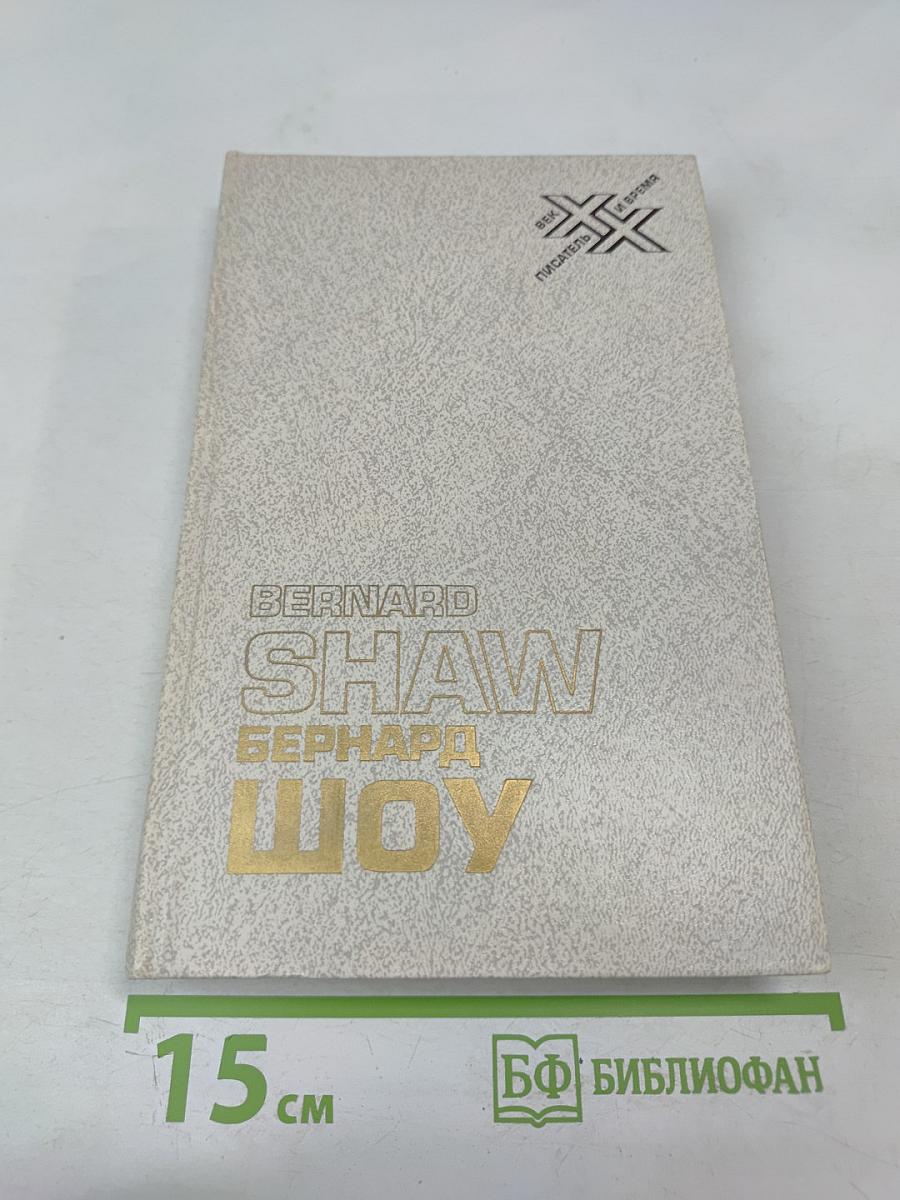 ВЕК XX
ПИСАТЕЛЬ И ВРЕМЯ
BERNARD
SHAW
БЕРНАРД
ШОУ
15 см
БФ БИБЛИОФАН